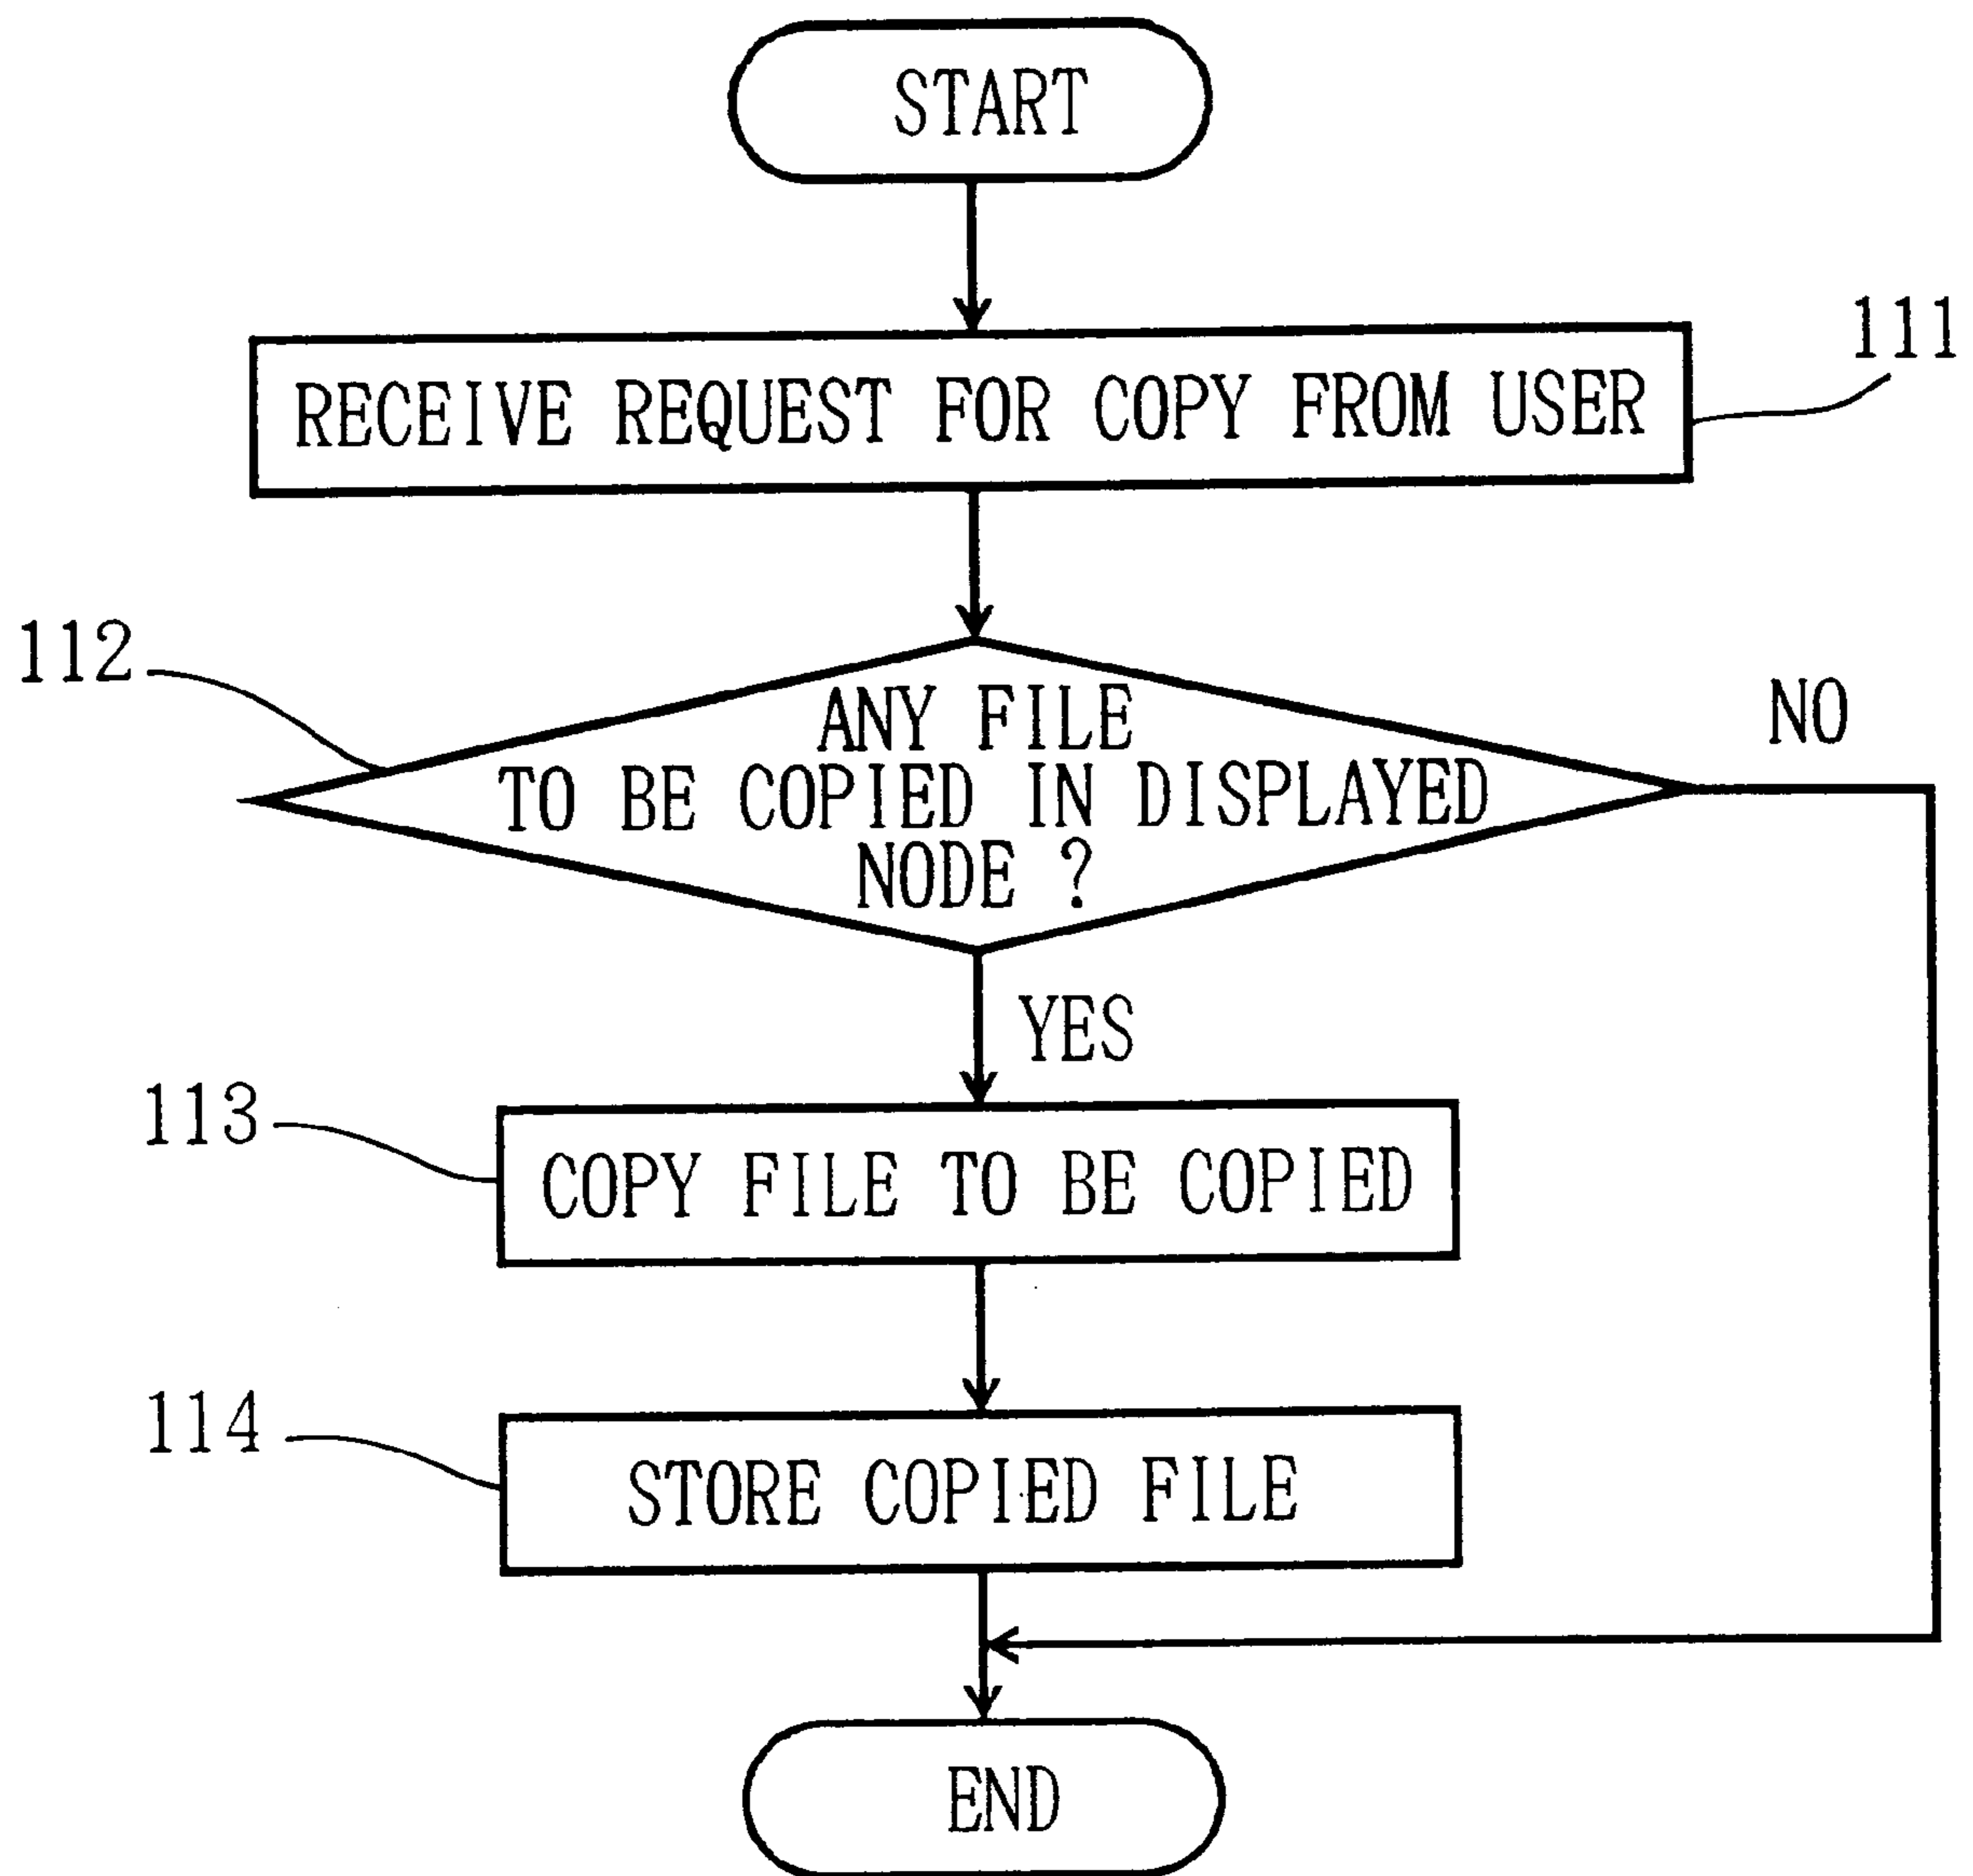 START
RECEIVE REQUEST FOR COPY FROM USER
111
112
ANY FILE
TO BE COPIED IN DISPLAYED
NODE ?
NO
YES
113
COPY FILE TO BE COPIED
114
STORE COPIED FILE
END